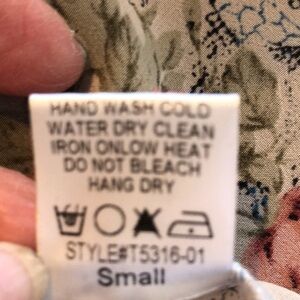 HAND WASH COLD
WATER DRY CLEAN
IRON ONLOW HEAT
DO NOT BLEACH
HANG DRY
STYLE#T5316-01
Small